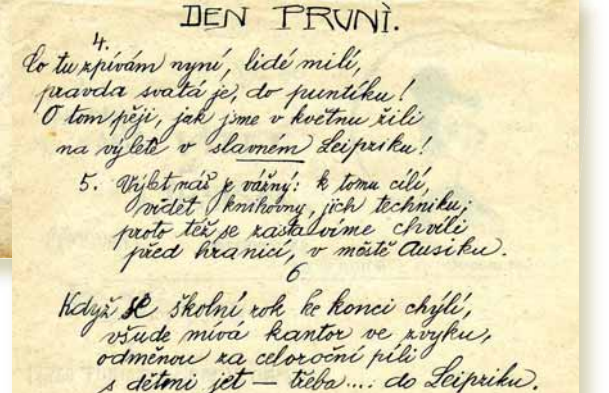 DEN PRVNÌ.
4.
Co tu zpívám nyní, lidé milí,
pravda svatá je, do puntíku!
O tom pěji, jak jsme v květnu žili
na výletě v slavném Leipziku!
5. Výlet náš je vážný: k tomu cílí,
vidět knihovny, jich techniku;
proto též se zastavíme chvíli
před hranicí, v městě Ausiku.
6
Když se školní rok ke konci chýlí,
všude mívá kantor ve zvyku,
odměnou za celoroční píli
s dětmi jet — třeba.... do Leipziku.